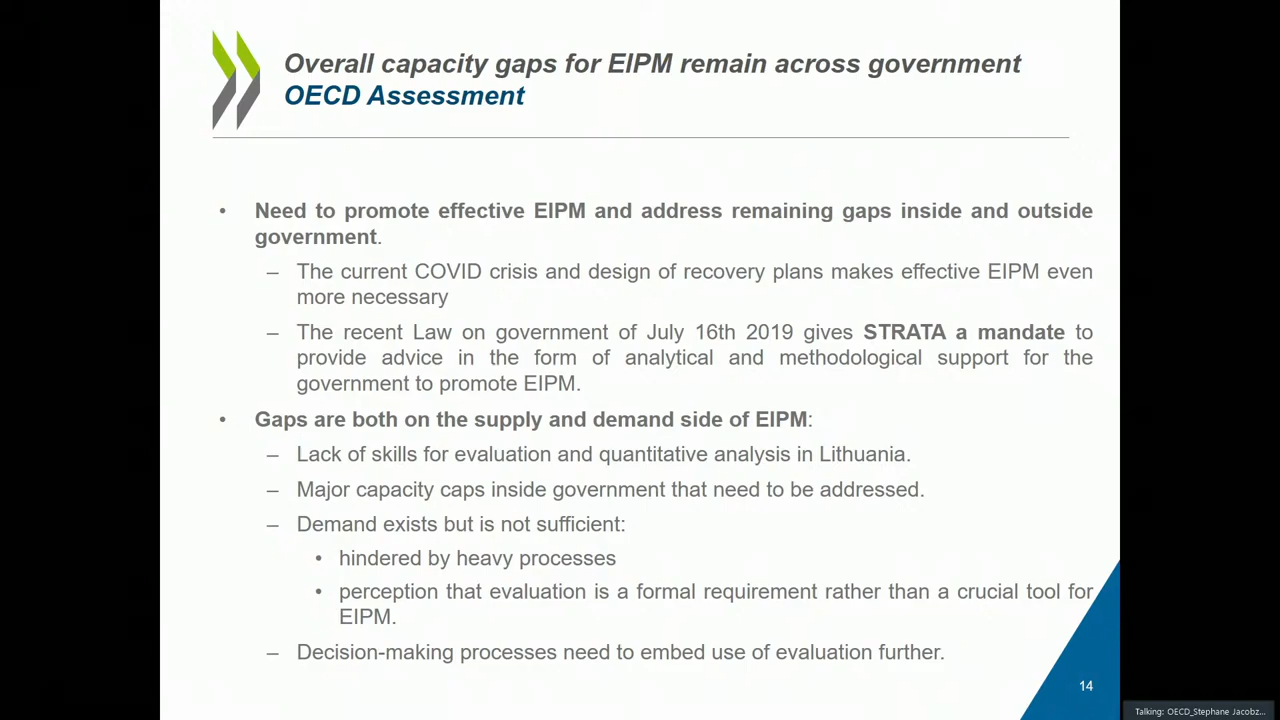 Overall capacity gaps for EIPM remain across government
OECD Assessment
• Need to promote effective EIPM and address remaining gaps inside and outside
government.
– The current COVID crisis and design of recovery plans makes effective EIPM even
more necessary
– The recent Law on government of July 16th 2019 gives STRATA a mandate to
provide advice in the form of analytical and methodological support for the
government to promote EIPM.
• Gaps are both on the supply and demand side of EIPM:
– Lack of skills for evaluation and quantitative analysis in Lithuania.
– Major capacity caps inside government that need to be addressed.
– Demand exists but is not sufficient:
• hindered by heavy processes
• perception that evaluation is a formal requirement rather than a crucial tool for
EIPM.
– Decision-making processes need to embed use of evaluation further.
14
Talking: OECD_Stephane Jacobz...